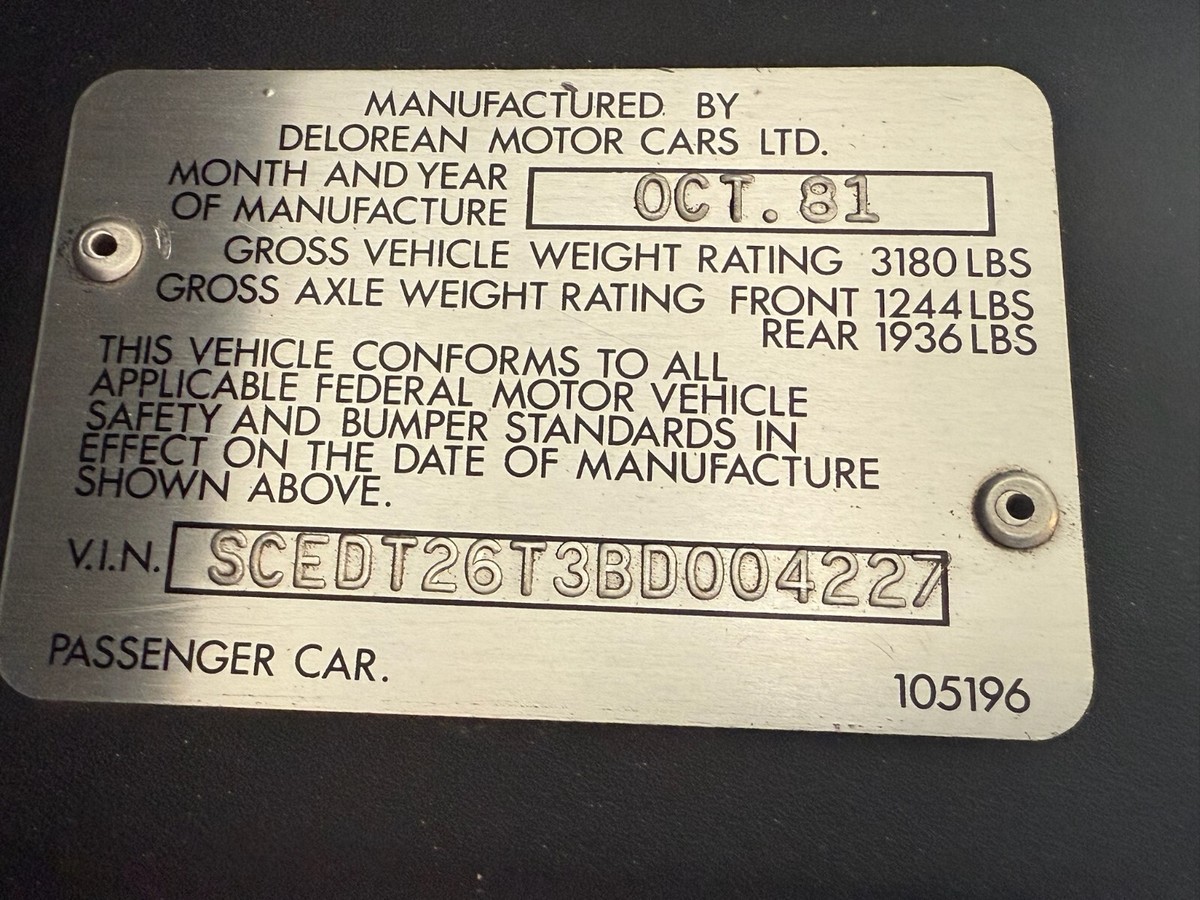 MANUFACTURED BY
DELOREAN MOTOR CARS LTD.
MONTH AND YEAR
OF MANUFACTURE OCT. 81
GROSS VEHICLE WEIGHT RATING 3180 LBS
GROSS AXLE WEIGHT RATING FRONT 1244 LBS
REAR 1936 LBS
THIS VEHICLE CONFORMS TO ALL
APPLICABLE FEDERAL MOTOR VEHICLE
SAFETY AND BUMPER STANDARDS IN
EFFECT ON THE DATE OF MANUFACTURE
SHOWN ABOVE.
V.I.N. SCEDT26T3BD004227
PASSENGER CAR.
105196